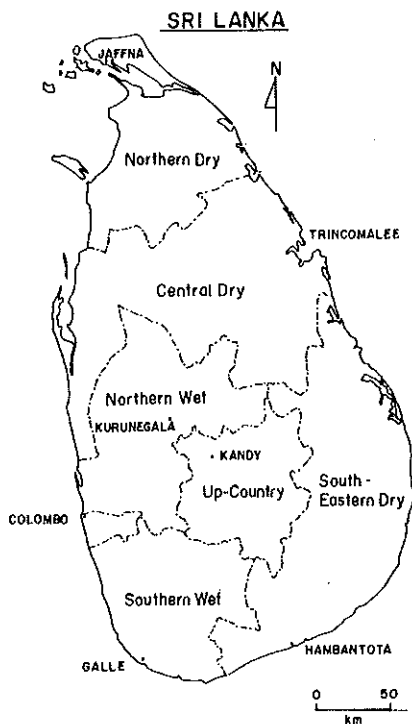 SRI LANKA
JAFFNA
N
Northern Dry
TRINCOMALEE
Central Dry
Northern Wet
KURUNEGALA
KANDY
Up-Country
South-
Eastern Dry
COLOMBO
Southern Wet
HAMBANTOTA
GALLE
0 50
km